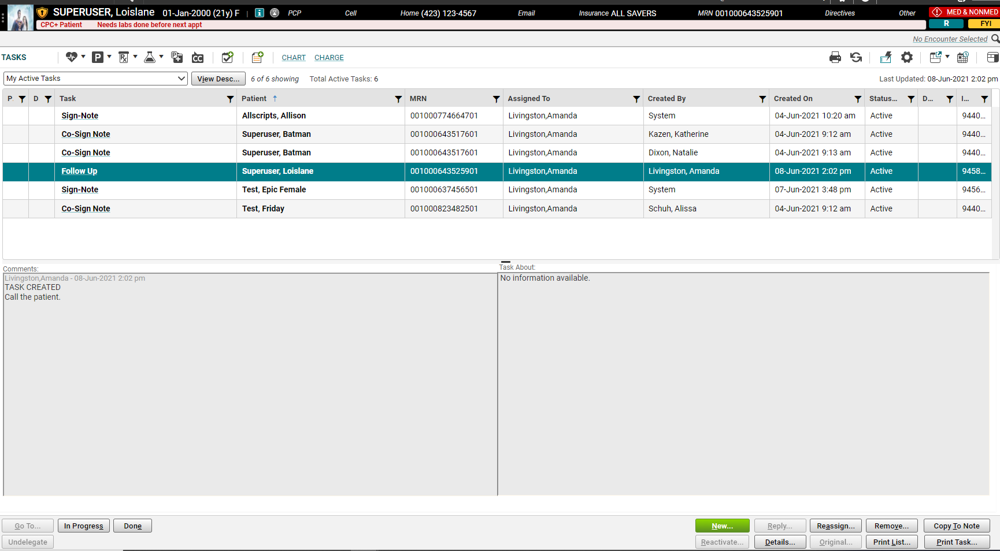 SUPERUSER, Loislane 01-Jan-2000 (21y) F PCP Cell Home (423) 123-4567 Email Insurance ALL SAVERS MRN 001000643525901 Directives Other MED & NONMED
CPC+ Patient Needs labs done before next appt R FYI
No Encounter Selected
TASKS CHART CHARGE
My Active Tasks View Desc... 6 of 6 showing Total Active Tasks: 6 Last Updated: 08-Jun-2021 2:02 pm
P. D Task Patient ↑ MRN Assigned To Created By Created On Status... D... I...
Sign-Note Allscripts, Allison 001000774664701 Livingston,Amanda System 04-Jun-2021 10:20 am Active 9440...
Co-Sign Note Superuser, Batman 001000643517601 Livingston,Amanda Kazen, Katherine 04-Jun-2021 9:12 am Active 9440...
Co-Sign Note Superuser, Batman 001000643517601 Livingston,Amanda Dixon, Natalie 04-Jun-2021 9:13 am Active 9440...
Follow Up Superuser, Loislane 001000643525901 Livingston,Amanda Livingston, Amanda 08-Jun-2021 2:02 pm Active 9458...
Sign-Note Test, Epic Female 001000637456501 Livingston,Amanda System 07-Jun-2021 3:48 pm Active 9456...
Co-Sign Note Test, Friday 001000823482501 Livingston,Amanda Schuh, Alissa 04-Jun-2021 9:12 am Active 9440...
Comments: Task About:
Livingston,Amanda - 08-Jun-2021 2:02 pm No information available.
TASK CREATED
Call the patient.
Go To... In Progress Done New... Reply... Reassign... Remove... Copy To Note
Undelegate Reactivate... Details... Original... Print List... Print Task...